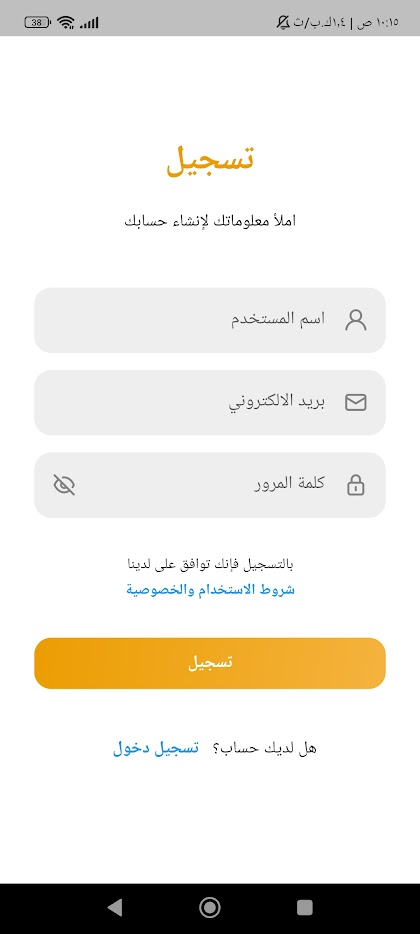 ١٠:١٥ ص | ١,٤ك.ب/ث
38
تسجيل
املأ معلوماتك لإنشاء حسابك
اسم المستخدم
بريد الالكتروني
كلمة المرور
بالتسجيل فإنك توافق على لدينا
شروط الاستخدام والخصوصية
تسجيل
هل لديك حساب؟ تسجيل دخول